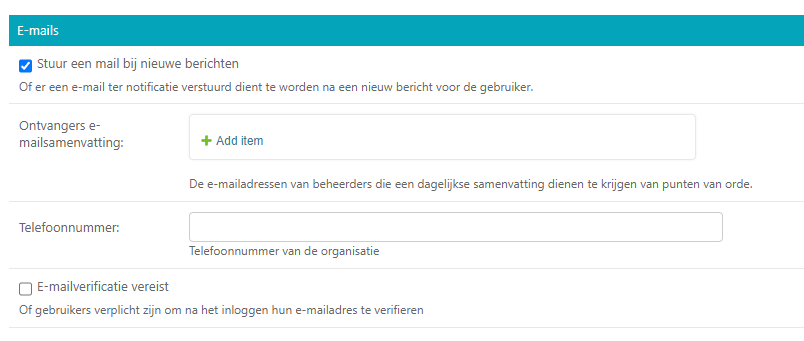 E-mails
Stuur een mail bij nieuwe berichten
Of er een e-mail ter notificatie verstuurd dient te worden na een nieuw bericht voor de gebruiker.
Ontvangers e-
mailsamenvatting:
Add item
De e-mailadressen van beheerders die een dagelijkse samenvatting dienen te krijgen van punten van orde.
Telefoonnummer:
Telefoonnummer van de organisatie
E-mailverificatie vereist
Of gebruikers verplicht zijn om na het inloggen hun e-mailadres te verifieren